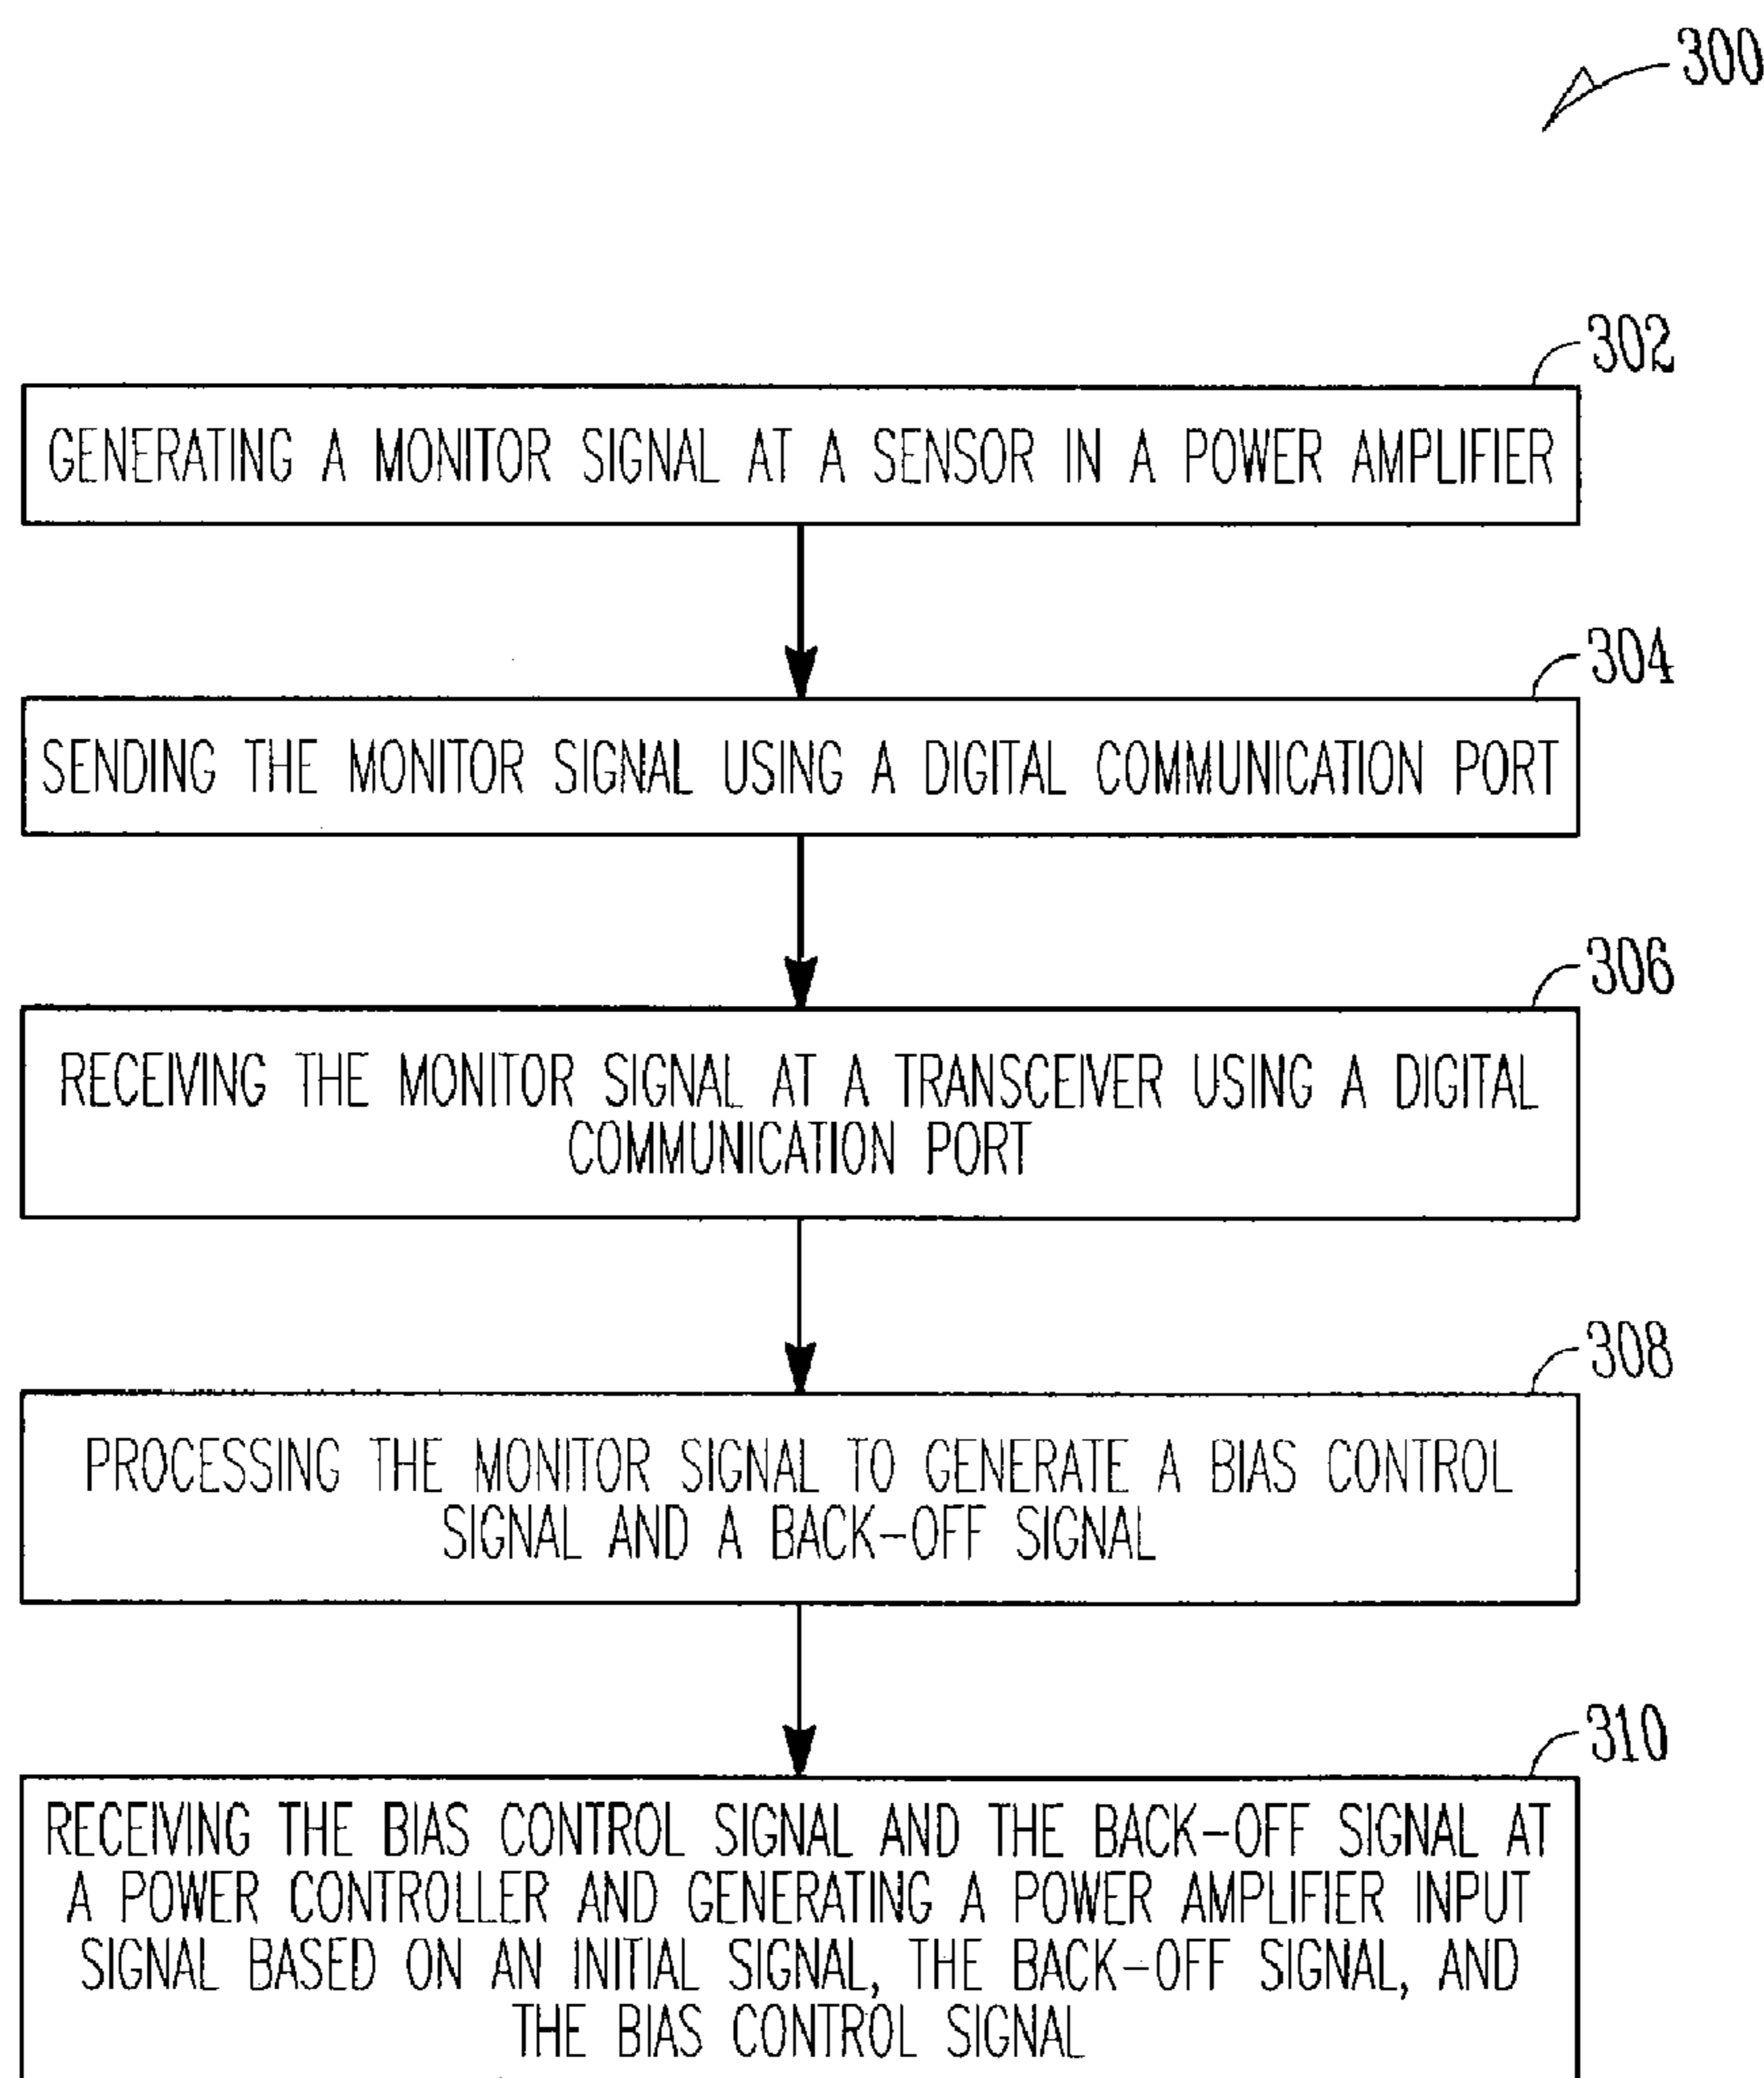 300
302
GENERATING A MONITOR SIGNAL AT A SENSOR IN A POWER AMPLIFIER
304
SENDING THE MONITOR SIGNAL USING A DIGITAL COMMUNICATION PORT
306
RECEIVING THE MONITOR SIGNAL AT A TRANSCEIVER USING A DIGITAL
COMMUNICATION PORT
308
PROCESSING THE MONITOR SIGNAL TO GENERATE A BIAS CONTROL
SIGNAL AND A BACK-OFF SIGNAL
310
RECEIVING THE BIAS CONTROL SIGNAL AND THE BACK-OFF SIGNAL AT
A POWER CONTROLLER AND GENERATING A POWER AMPLIFIER INPUT
SIGNAL BASED ON AN INITIAL SIGNAL, THE BACK-OFF SIGNAL, AND
THE BIAS CONTROL SIGNAL